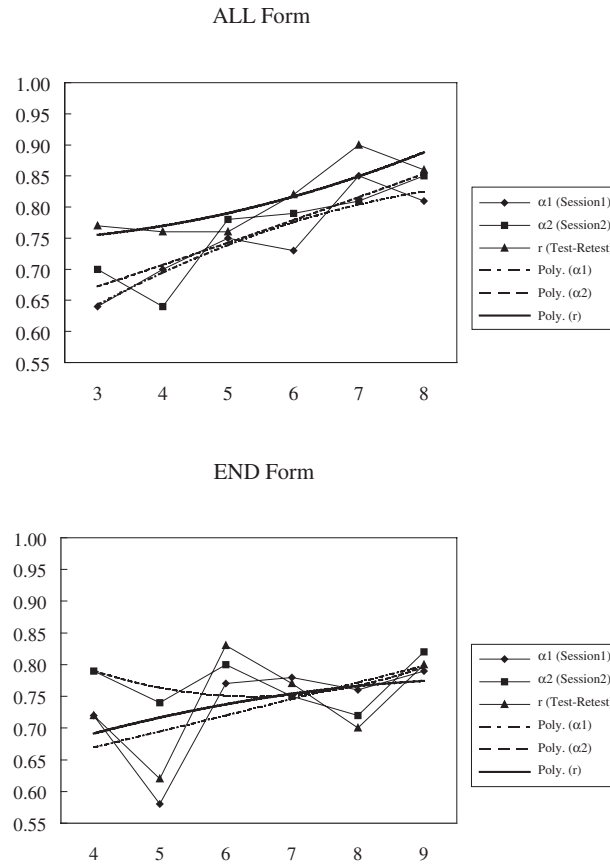 ALL Form
1.00
0.95
0.90
0.85
0.80
0.75
0.70
0.65
0.60
0.55
3 4 5 6 7 8
α1 (Session1)
α2 (Session2)
r (Test-Retest
Poly. (α1)
Poly. (α2)
Poly. (r)
END Form
1.00
0.95
0.90
0.85
0.80
0.75
0.70
0.65
0.60
0.55
4 5 6 7 8 9
α1 (Session1)
α2 (Session2)
r (Test-Retest
Poly. (α1)
Poly. (α2)
Poly. (r)